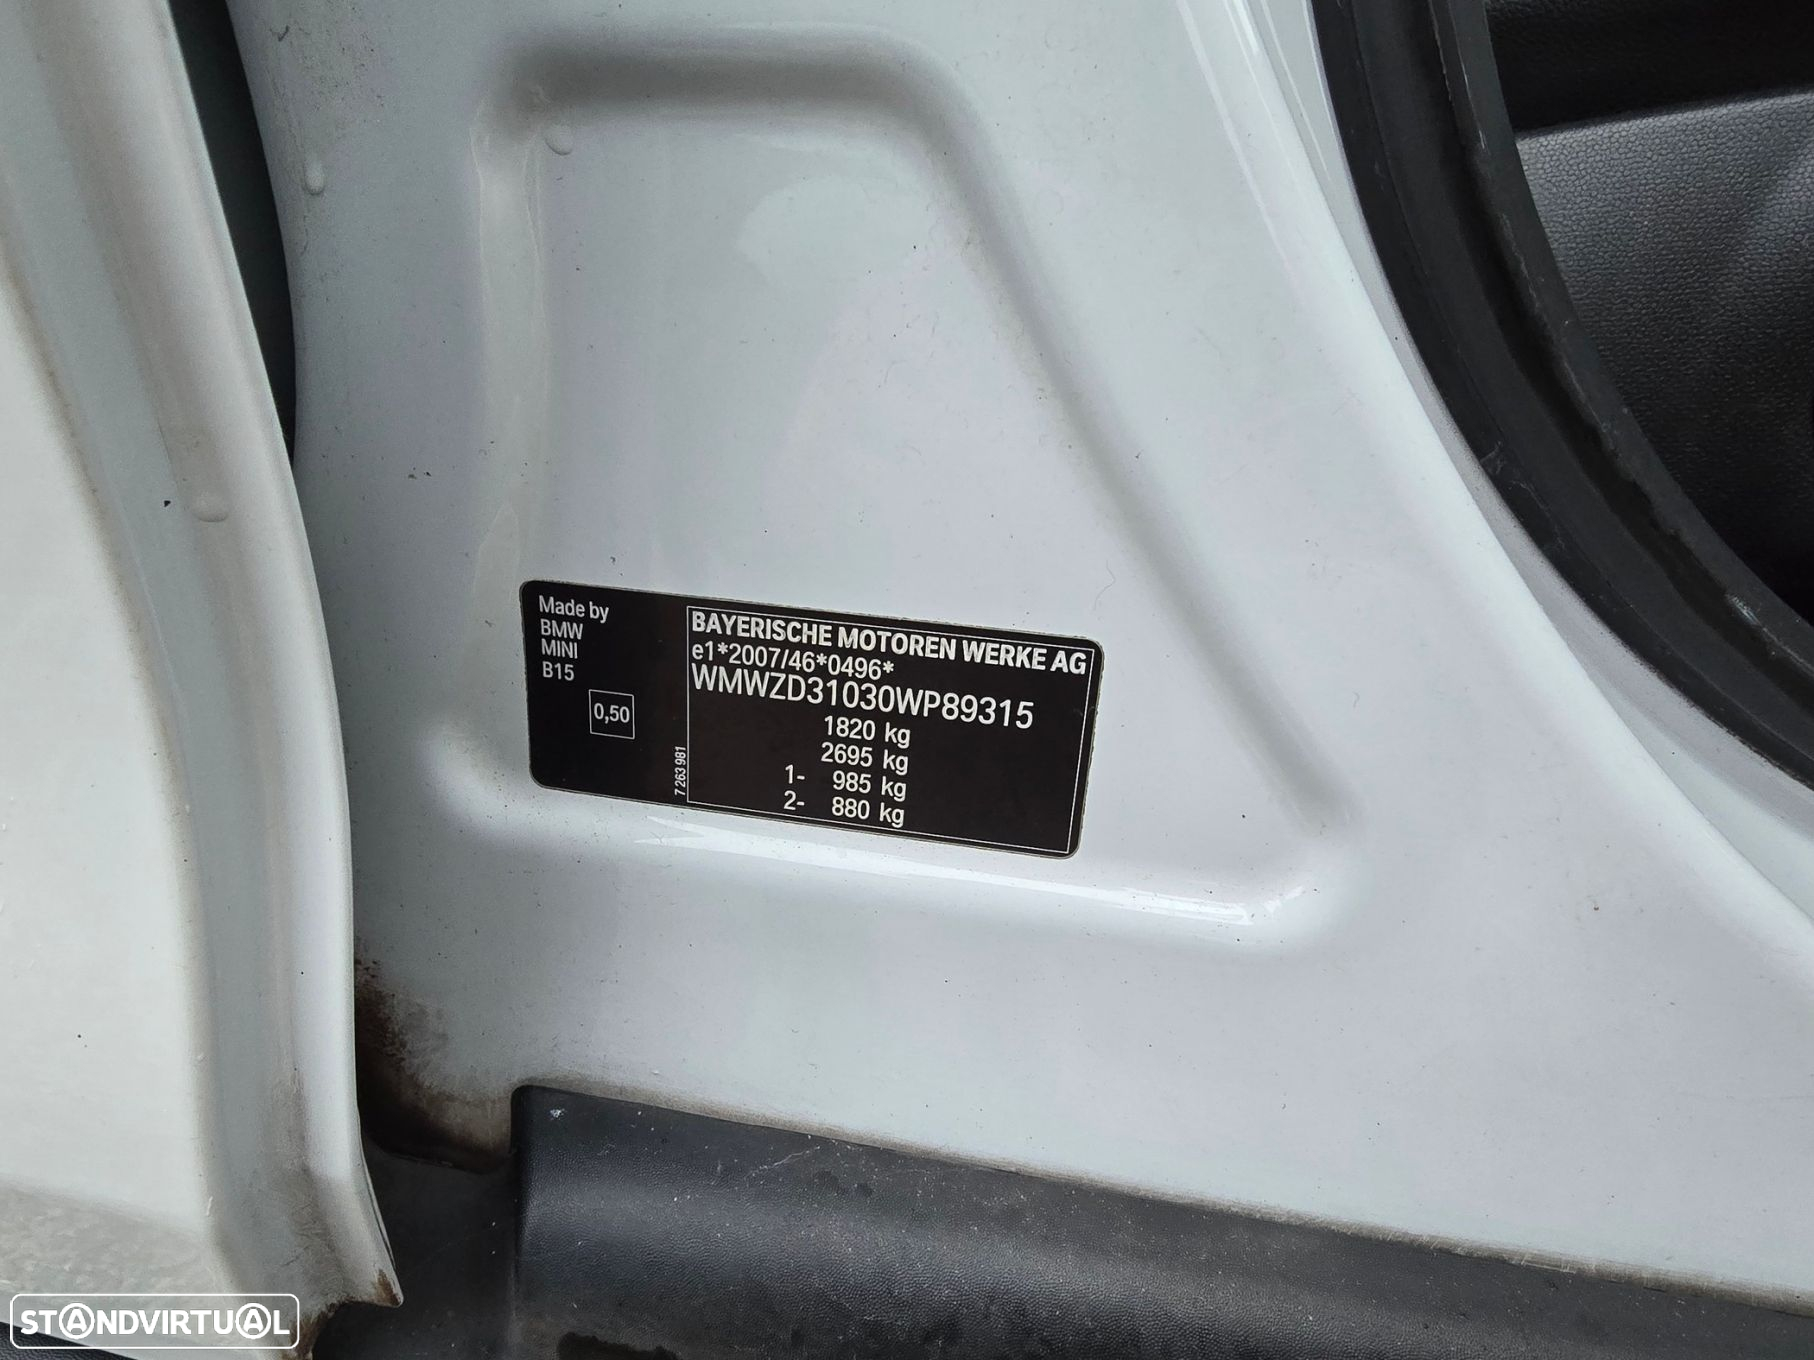 Made by
BMW
MINI
B15
0,50
7 263 981
BAYERISCHE MOTOREN WERKE AG
e1*2007/46*0496*
WMWZD31030WP89315
1820 kg
2695 kg
1- 985 kg
2- 880 kg
STANDVIRTUAL